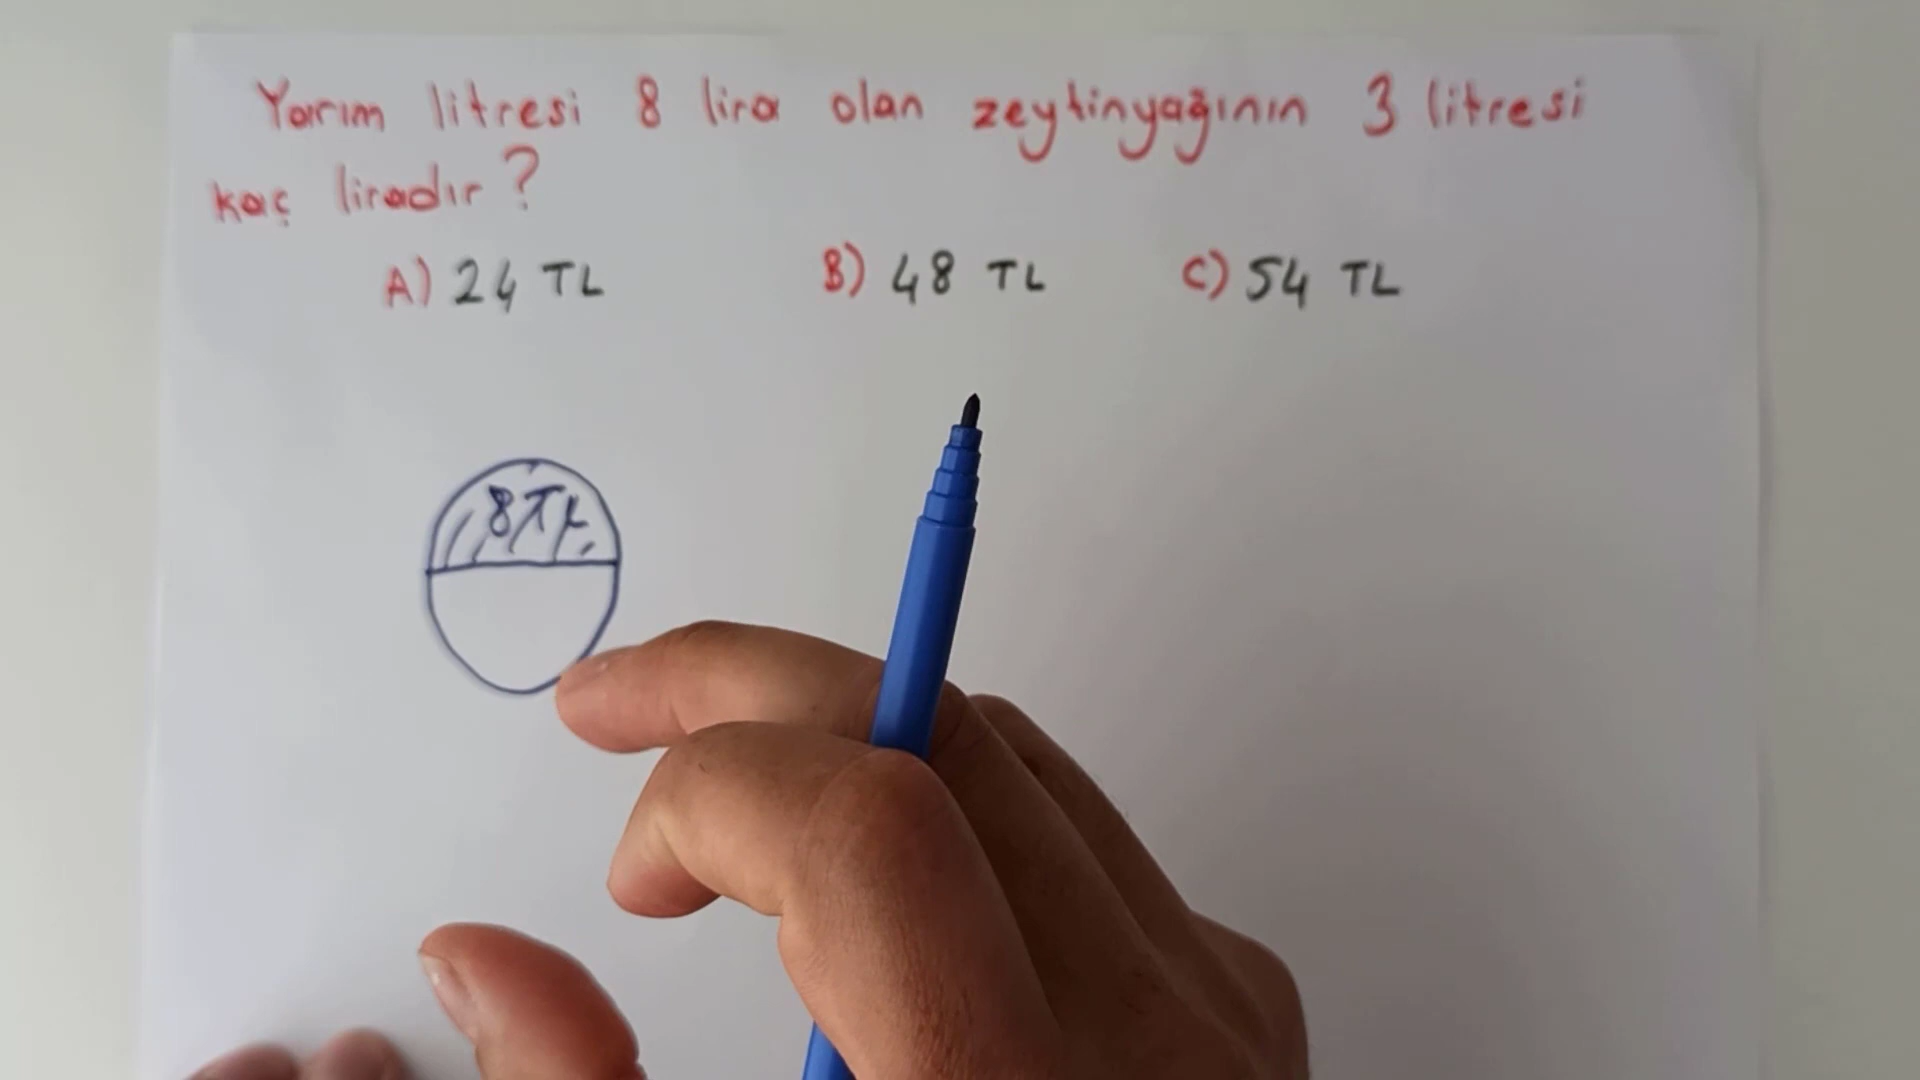 Yarım litresi 8 lira olan zeytinyağının 3 litresi
kaç liradır?
A) 24 TL B) 48 TL C) 54 TL
8 TL